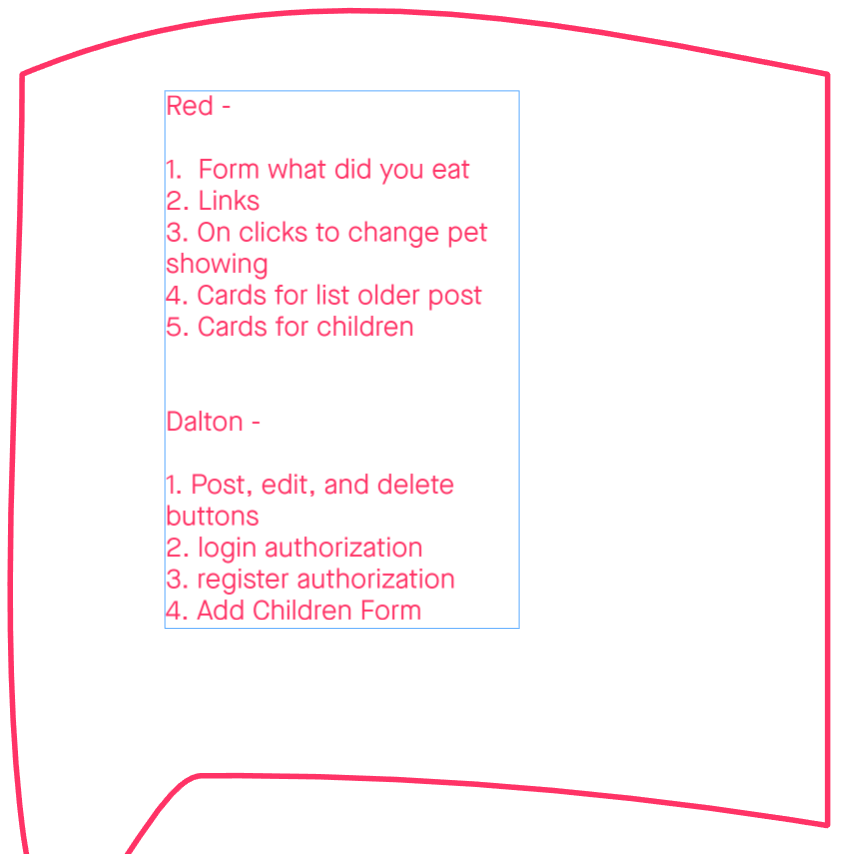 Red -
1.  Form what did you eat
2. Links
3. On clicks to change pet
showing
4. Cards for list older post
5. Cards for children
Dalton -
1. Post, edit, and delete
buttons
2. login authorization
3. register authorization
4. Add Children Form